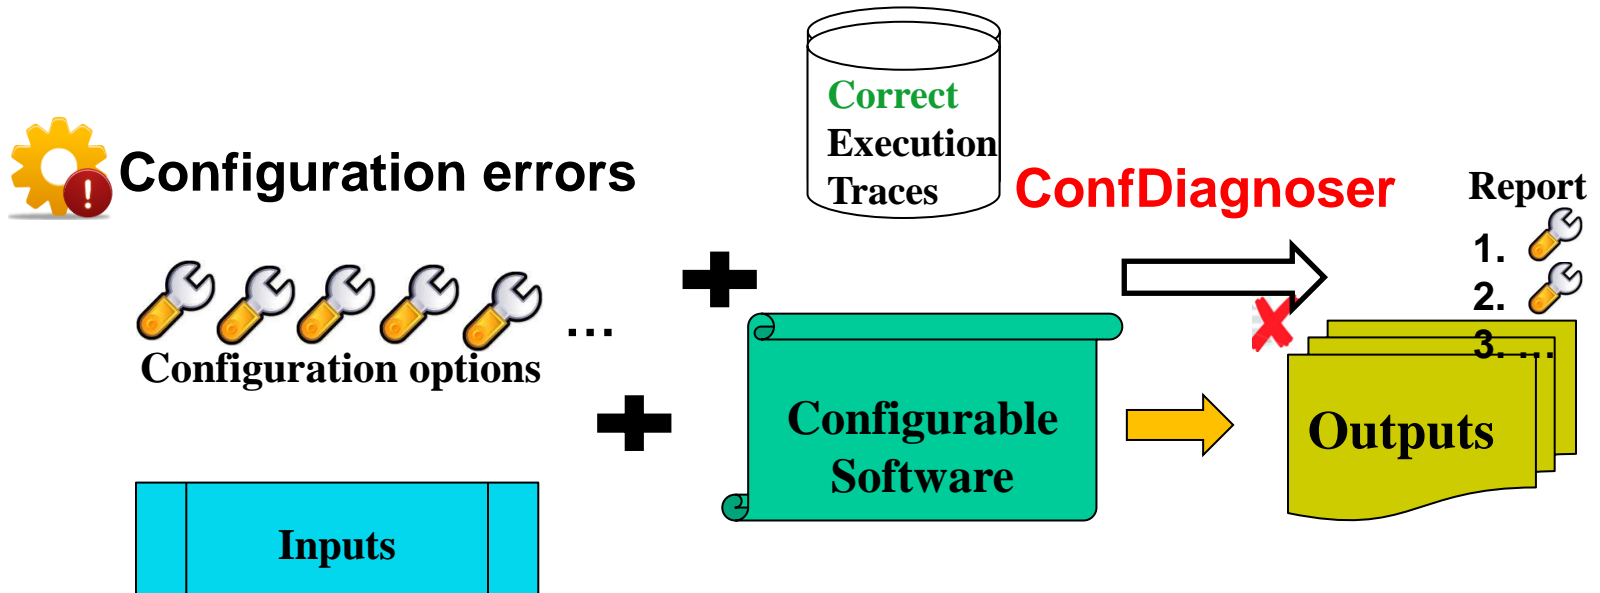 Correct
Execution
Traces
Configuration errors
ConfDiagnoser
Report
1.
2.
3. ...
...
Configuration options
Configurable
Software
Outputs
Inputs